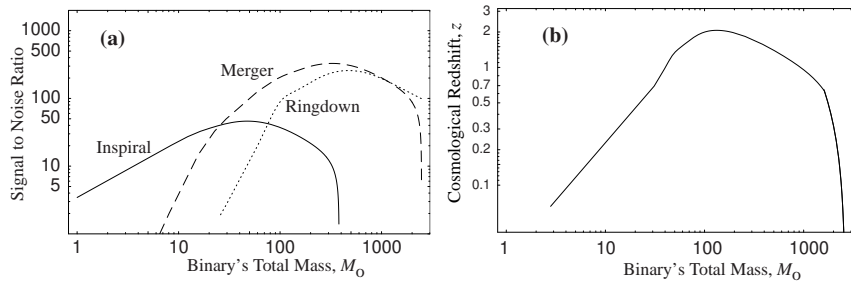 (a)
Signal to Noise Ratio
1000
500
100
50
10
5
Merger
Ringdown
Inspiral
1 10 100 1000
Binary's Total Mass, Mo
(b)
Cosmological Redshift, z
3
2
1
0.7
0.5
0.3
0.2
0.1
1 10 100 1000
Binary's Total Mass, Mo